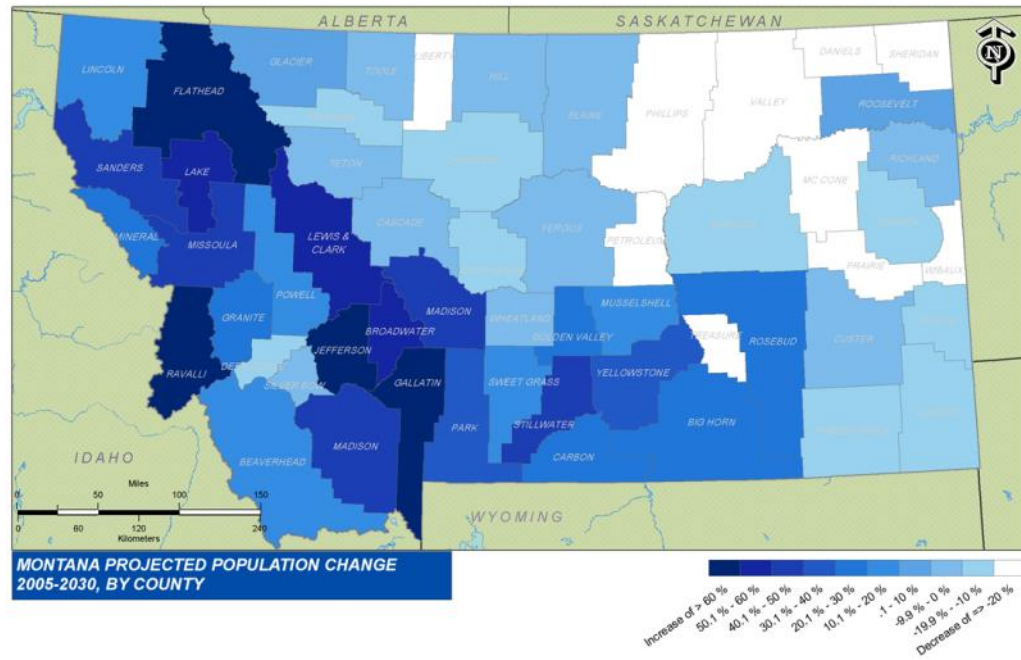 ALBERTA
SASKATCHEWAN
N
LINCOLN
FLATHEAD
GLACIER
TOOLE
LIBERTY
HILL
BLAINE
PHILLIPS
VALLEY
DANIELS
SHERIDAN
ROOSEVELT
SANDERS
LAKE
TETON
RICHLAND
MC CONE
MINERAL
MISSOULA
LEWIS &
CLARK
CASCADE
FERGUS
PETROLEUM
PRAIRIE
WIBAUX
POWELL
GRANITE
MADISON
BROADWATER
JEFFERSON
WHEATLAND
GOLDEN VALLEY
MUSSELSHELL
TREASURE
ROSEBUD
CUSTER
RAVALLI
DEE
SILVER BOW
GALLATIN
SWEET GRASS
YELLOWSTONE
PARK
STILLWATER
BIG HORN
MADISON
BEAVERHEAD
CARBON
IDAHO
WYOMING
Miles
0 50 100 150
0 60 120 240
Kilometers
MONTANA PROJECTED POPULATION CHANGE
2005-2030, BY COUNTY
Increase of > 60 %
50.1 % - 60 %
40.1 % - 50 %
30.1 % - 40 %
20.1 % - 30 %
10.1 % - 20 %
.1 - 10 %
-9.9 % - 0 %
-19.9 % - -10 %
Decrease of => -20 %